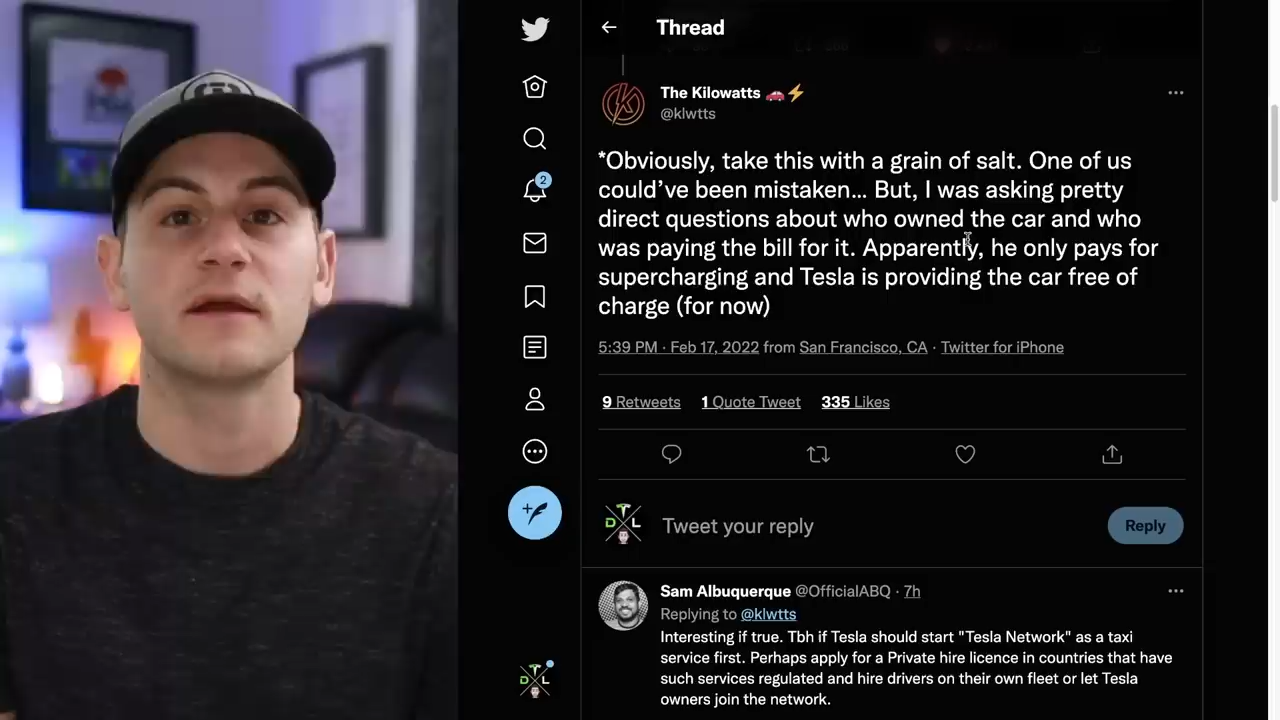 Thread
The Kilowatts 🚗⚡
@klwtts
*Obviously, take this with a grain of salt. One of us
could’ve been mistaken… But, I was asking pretty
direct questions about who owned the car and who
was paying the bill for it. Apparently, he only pays for
supercharging and Tesla is providing the car free of
charge (for now)
5:39 PM · Feb 17, 2022 from San Francisco, CA · Twitter for iPhone
9 Retweets 1 Quote Tweet 335 Likes
2
D L
Tweet your reply
Reply
Sam Albuquerque @OfficialABQ · 7h
Replying to @klwtts
Interesting if true. Tbh if Tesla should start "Tesla Network" as a taxi
service first. Perhaps apply for a Private hire licence in countries that have
such services regulated and hire drivers on their own fleet or let Tesla
owners join the network.
D L